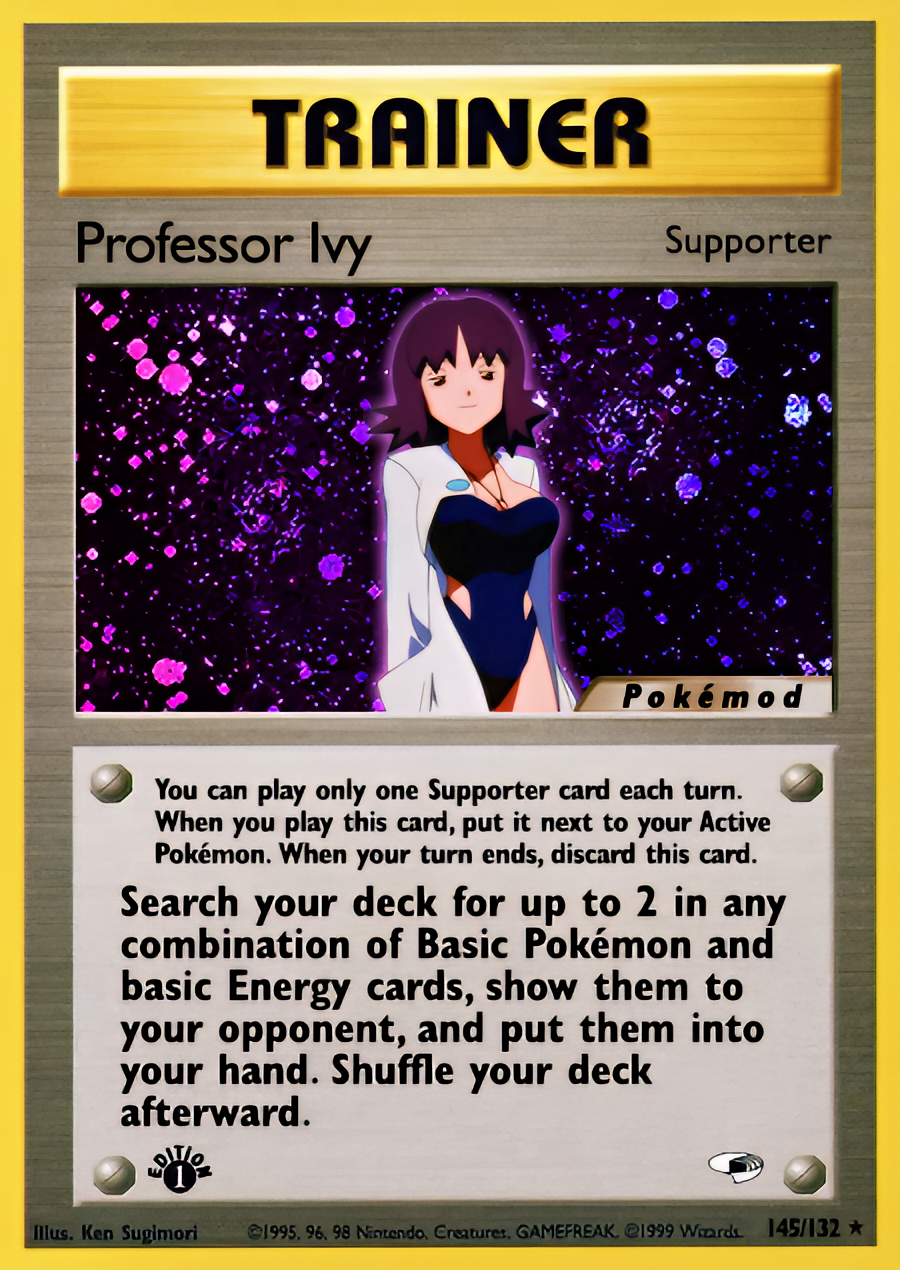 TRAINER
Professor Ivy Supporter
Pokémod
You can play only one Supporter card each turn.
When you play this card, put it next to your Active
Pokémon. When your turn ends, discard this card.
Search your deck for up to 2 in any
combination of Basic Pokémon and
basic Energy cards, show them to
your opponent, and put them into
your hand. Shuffle your deck
afterward.
EDITION
1
Illus. Ken Sugimori ©1995, 96, 98 Nintendo, Creatures, GAMEFREAK. ©1999 Wizards. 145/132 ★